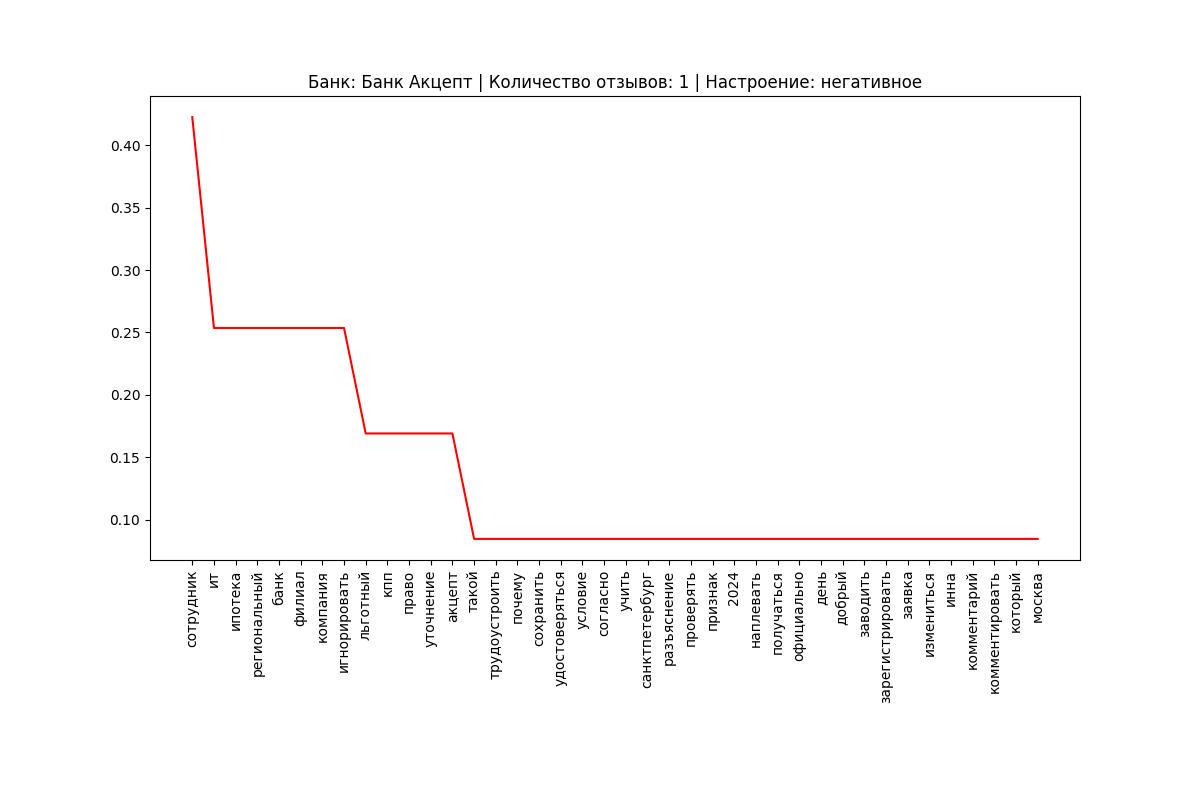 Банк: Банк Акцепт | Количество отзывов: 1 | Настроение: негативное
0.40
0.35
0.30
0.25
0.20
0.15
0.10
сотрудник
ит
ипотека
региональный
банк
филиал
компания
игнорировать
льготный
кпп
право
уточнение
акцепт
такой
трудоустроить
почему
сохранить
удостоверяться
условие
согласно
учить
санктпетербург
разъяснение
проверять
признак
2024
наплевать
получаться
официально
день
добрый
заводить
зарегистрировать
заявка
измениться
инна
комментарий
комментировать
который
москва